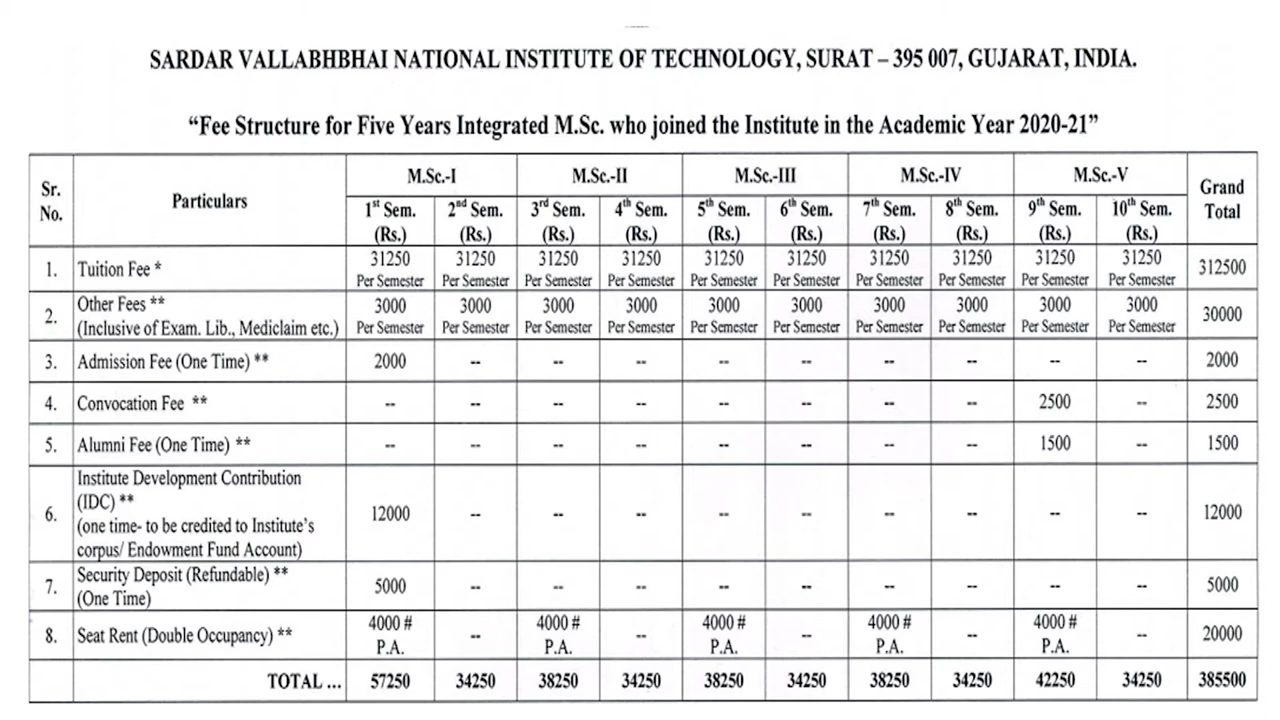 SARDAR VALLABHBHAI NATIONAL INSTITUTE OF TECHNOLOGY, SURAT – 395 007, GUJARAT, INDIA.
“Fee Structure for Five Years Integrated M.Sc. who joined the Institute in the Academic Year 2020-21”
Sr. No. Particulars M.Sc.-I M.Sc.-II M.Sc.-III M.Sc.-IV M.Sc.-V Grand Total
1st Sem. (Rs.) 2nd Sem. (Rs.) 3rd Sem. (Rs.) 4th Sem. (Rs.) 5th Sem. (Rs.) 6th Sem. (Rs.) 7th Sem. (Rs.) 8th Sem. (Rs.) 9th Sem. (Rs.) 10th Sem. (Rs.)
1. Tuition Fee * 31250 31250 31250 31250 31250 31250 31250 31250 31250 31250 312500
Per Semester Per Semester Per Semester Per Semester Per Semester Per Semester Per Semester Per Semester Per Semester Per Semester
2. Other Fees ** 3000 3000 3000 3000 3000 3000 3000 3000 3000 3000 30000
(Inclusive of Exam. Lib., Mediclaim etc.) Per Semester Per Semester Per Semester Per Semester Per Semester Per Semester Per Semester Per Semester Per Semester Per Semester
3. Admission Fee (One Time) ** 2000 -- -- -- -- -- -- -- -- -- 2000
4. Convocation Fee ** -- -- -- -- -- -- -- -- 2500 -- 2500
5. Alumni Fee (One Time) ** -- -- -- -- -- -- -- -- 1500 -- 1500
Institute Development Contribution
(IDC) **
6. 12000 -- -- -- -- -- -- -- -- -- 12000
(one time- to be credited to Institute’s
corpus/ Endowment Fund Account)
7. Security Deposit (Refundable) ** 5000 -- -- -- -- -- -- -- -- -- 5000
(One Time)
8. Seat Rent (Double Occupancy) ** 4000 # -- 4000 # -- 4000 # -- 4000 # -- 4000 # -- 20000
P.A. P.A. P.A. P.A. P.A.
TOTAL ... 57250 34250 38250 34250 38250 34250 38250 34250 42250 34250 385500